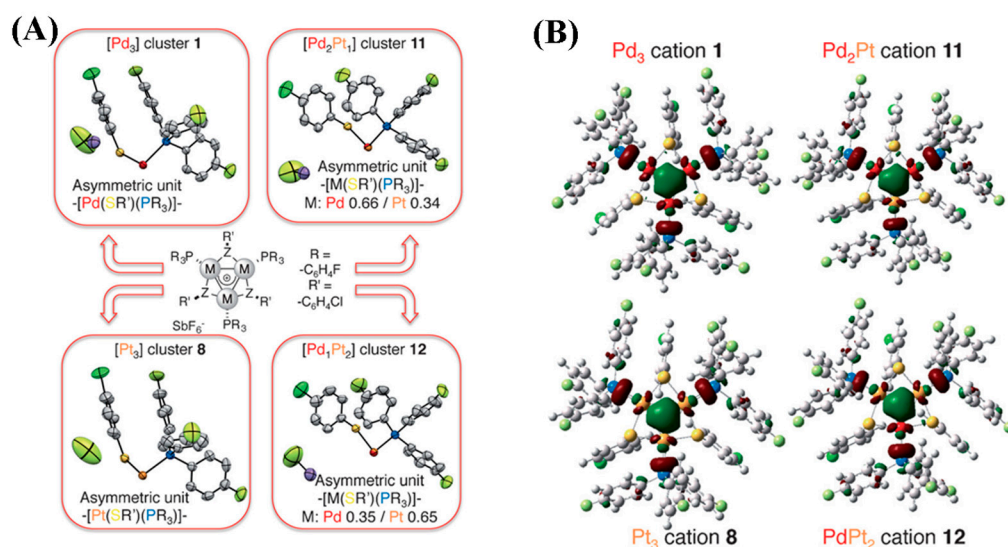 (A)
[Pd3] cluster 1
Asymmetric unit
-[Pd(SR')(PR3)]-
[Pd2Pt1] cluster 11
Asymmetric unit
-[M(SR')(PR3)]-
M: Pd 0.66 / Pt 0.34
R'
R3P
Z
PR3
M
M
⊕
Z
Z
R'
M
R'
SbF6-
PR3
R =
-C6H4F
R' =
-C6H4Cl
[Pt3] cluster 8
Asymmetric unit
-[Pt(SR')(PR3)]-
[Pd1Pt2] cluster 12
Asymmetric unit
-[M(SR')(PR3)]-
M: Pd 0.35 / Pt 0.65
(B)
Pd3 cation 1
Pd2Pt cation 11
Pt3 cation 8
PdPt2 cation 12